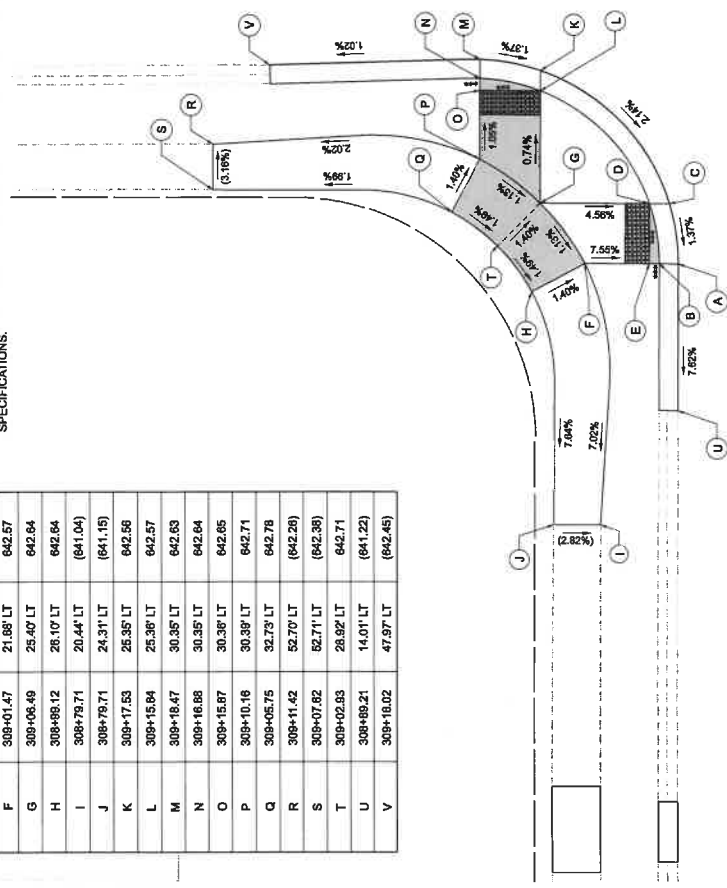 SPECIFICATIONS.
F 309+01.47 21.68' LT 642.57
G 309+06.49 25.40' LT 642.64
H 308+99.12 26.10' LT 642.64
I 308+79.71 20.44' LT (641.04)
J 308+79.71 24.31' LT (641.15)
K 309+17.53 25.35' LT 642.56
L 309+15.64 25.36' LT 642.57
M 309+18.47 30.35' LT 642.63
N 309+16.88 30.35' LT 642.64
O 309+15.87 30.36' LT 642.65
P 309+10.16 30.39' LT 642.71
Q 309+05.75 32.73' LT 642.78
R 309+11.42 52.70' LT (642.28)
S 309+07.62 52.71' LT (642.38)
T 309+02.93 28.92' LT 642.71
U 308+89.21 14.01' LT (641.22)
V 309+18.02 47.97' LT (642.45)
V
1.02%
S
R
(3.16%)
2.02%
1.99%
N
M
1.37%
K
L
O
P
1.05%
0.74%
Q
1.40%
1.49%
1.13%
G
2.14%
T
1.40%
1.49%
1.13%
H
1.40%
F
4.56%
7.55%
D
C
1.37%
E
B
A
7.62%
U
7.64%
7.02%
J
(2.82%)
I
***
***